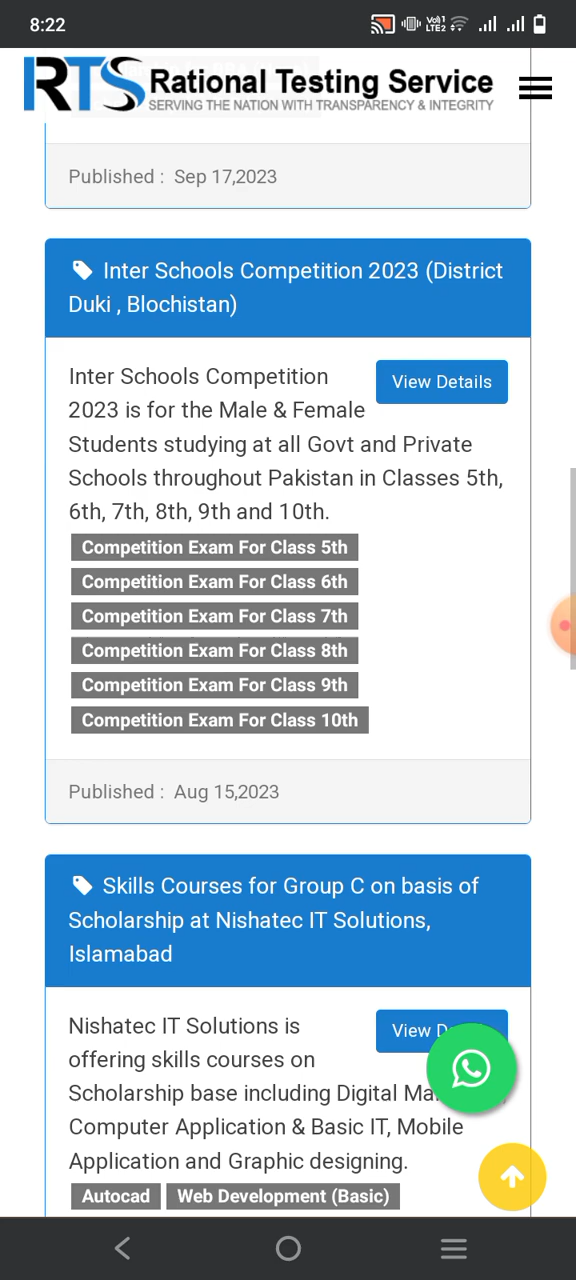 8:22
Vo)) 1
LTE2
RTS Rational Testing Service
SERVING THE NATION WITH TRANSPARENCY & INTEGRITY
Published : Sep 17,2023
Inter Schools Competition 2023 (District
Duki , Blochistan)
Inter Schools Competition
View Details
2023 is for the Male & Female
Students studying at all Govt and Private
Schools throughout Pakistan in Classes 5th,
6th, 7th, 8th, 9th and 10th.
Competition Exam For Class 5th
Competition Exam For Class 6th
Competition Exam For Class 7th
Competition Exam For Class 8th
Competition Exam For Class 9th
Competition Exam For Class 10th
Published : Aug 15,2023
Skills Courses for Group C on basis of
Scholarship at Nishatec IT Solutions,
Islamabad
Nishatec IT Solutions is
View
offering skills courses on
Scholarship base including Digital
Computer Application & Basic IT, Mobile
Application and Graphic designing.
Autocad Web Development (Basic)